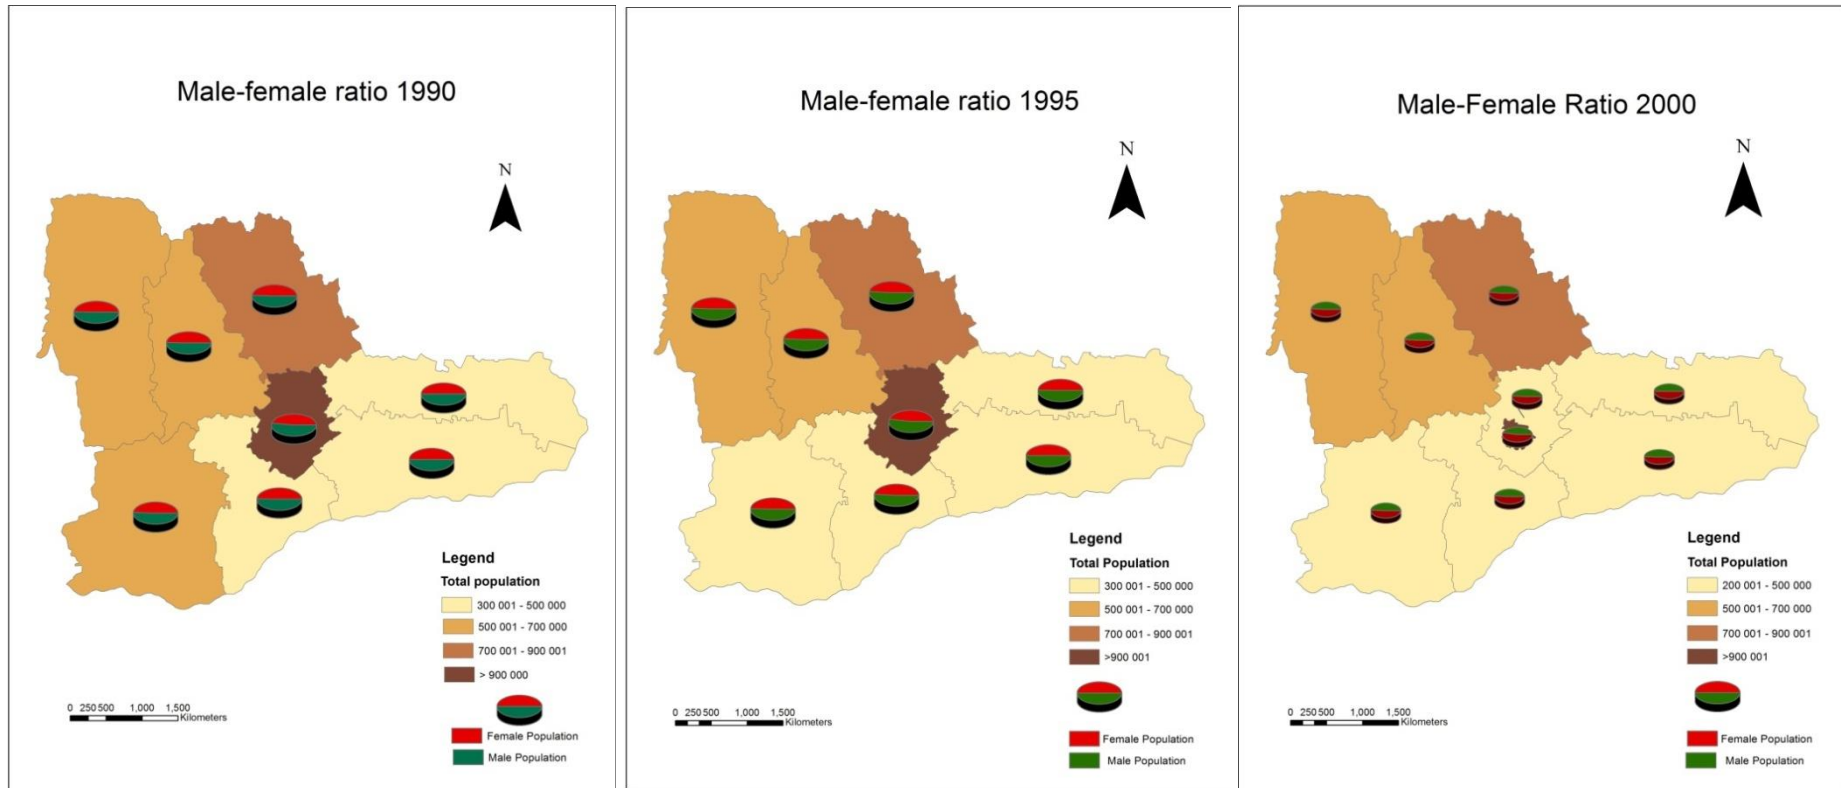 Male-female ratio 1990
N
Legend
Total population
300 001 - 500 000
500 001 - 700 000
700 001 - 900 001
> 900 000
0 250 500 1,000 1,500
Kilometers
Female Population
Male Population
Male-female ratio 1995
N
Legend
Total Population
300 001 - 500 000
500 001 - 700 000
700 001 - 900 001
>900 001
0 250 500 1,000 1,500
Kilometers
Female Population
Male Population
Male-Female Ratio 2000
N
Legend
Total Population
200 001 - 500 000
500 001 - 700 000
700 001 - 900 001
>900 001
0 250 500 1,000 1,500
Kilometers
Female Population
Male Population